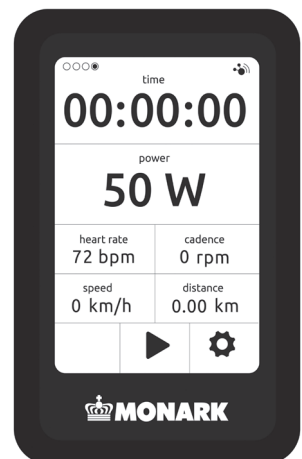 time
00:00:00
power
50 W
heart rate
72 bpm
cadence
0 rpm
speed
0 km/h
distance
0.00 km
MONARK